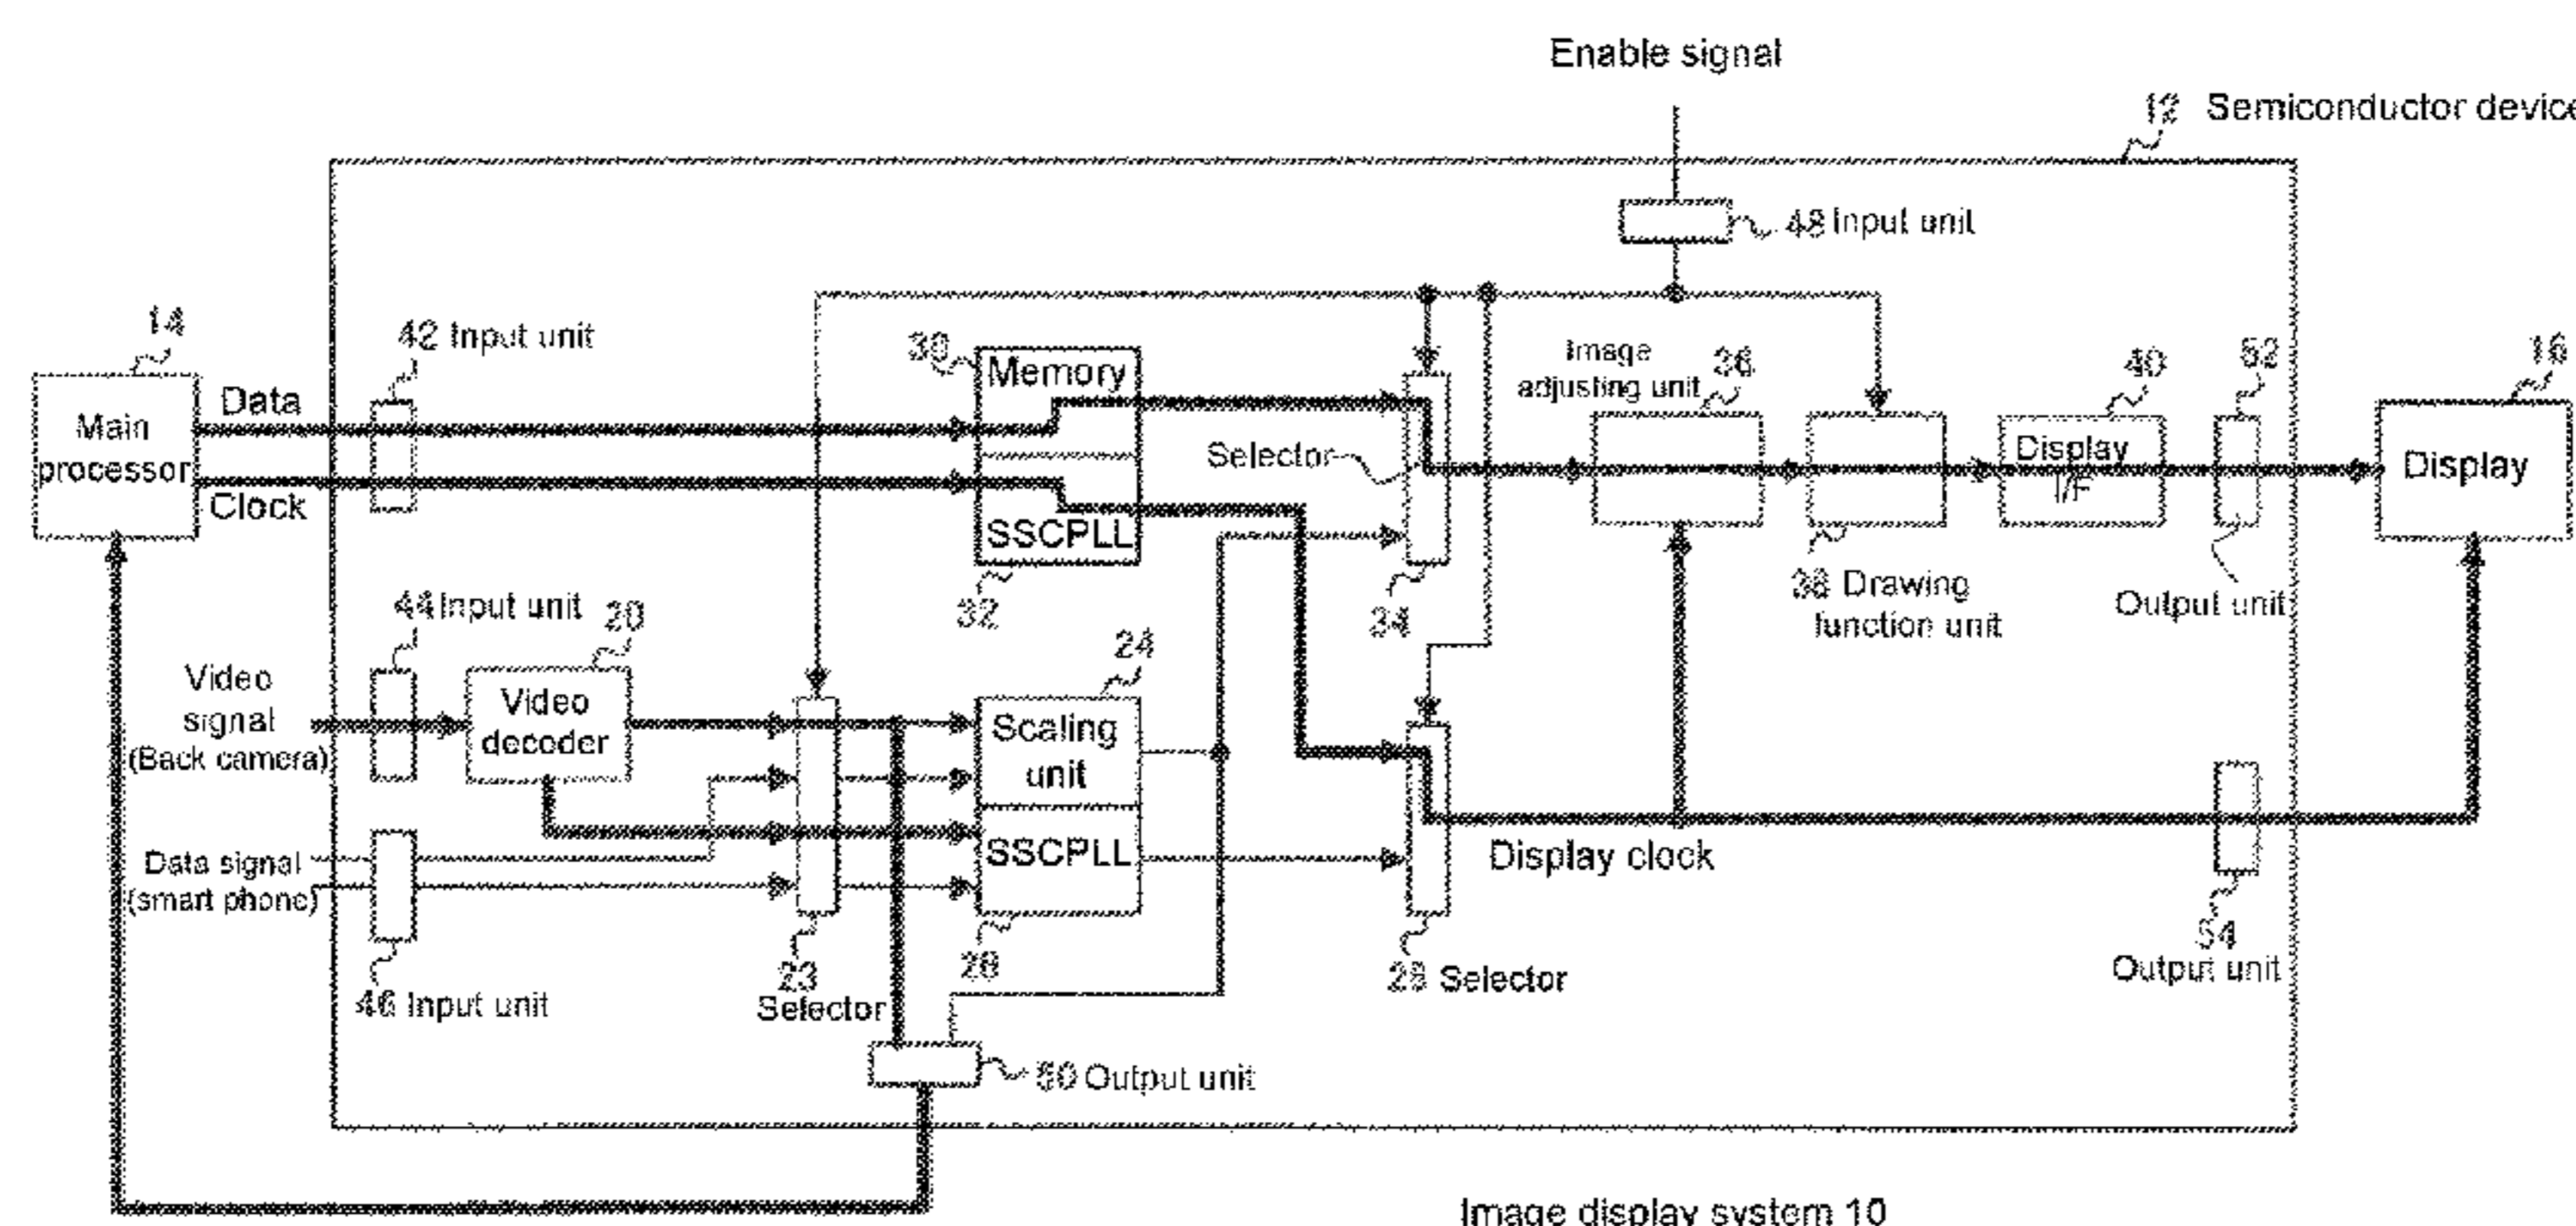 Enable signal
12 Semiconductor device
48 Input unit
14
42 Input unit
30
Memory
Image
adjusting unit
36
40
52
16
Main
processor
Data
Clock
Selector
Display
I/F
Display
SSCPLL
32
34
38 Drawing
function unit
Output unit
44 Input unit
20
24
Video
signal
(Back camera)
Video
decoder
Scaling
unit
Data signal
(smart phone)
SSCPLL
Display clock
46 Input unit
23
Selector
28 Selector
54
Output unit
50 Output unit
Image display system 10